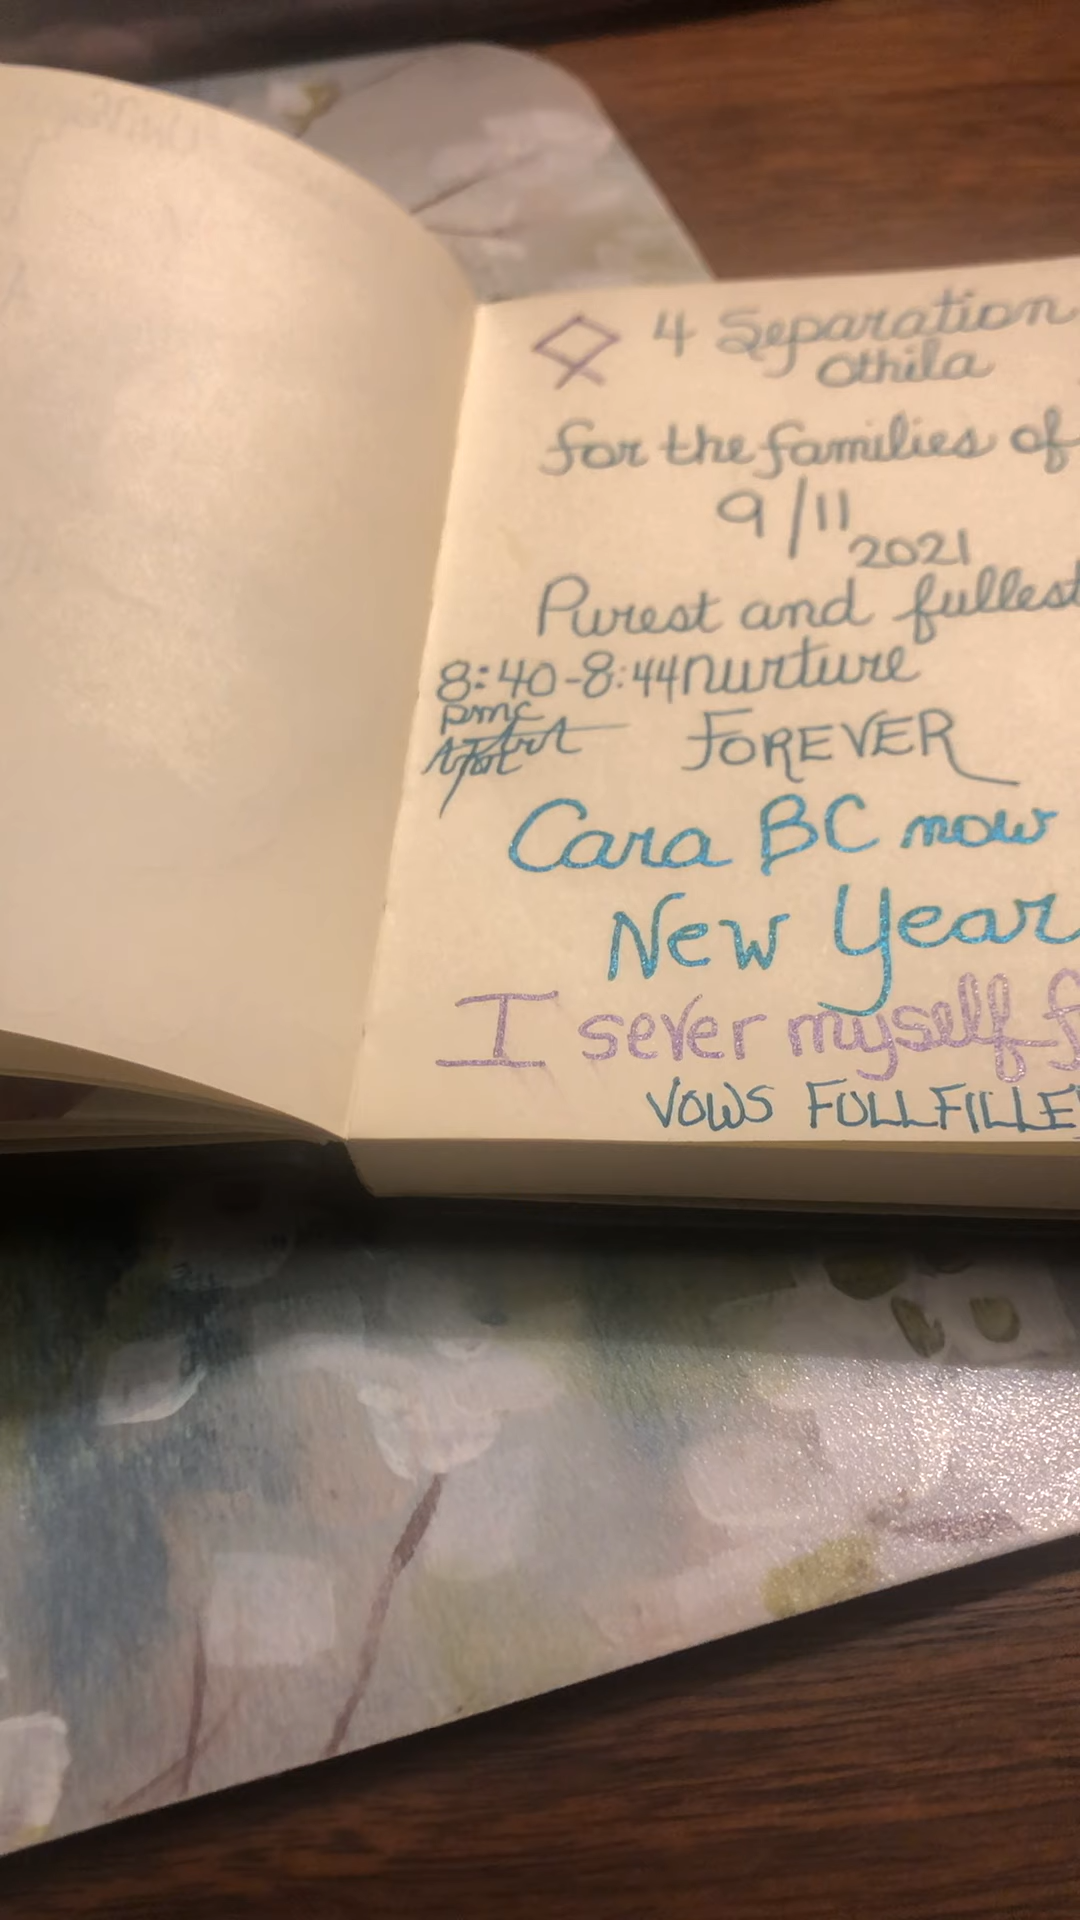 4 Separation
Othila
for the families of
9/11
2021
Purest and fullest
8:40-8:44 nurture
pmc
FOREVER
Cara BC now
New Year
I sever myself f
VOWS FULLFILLE